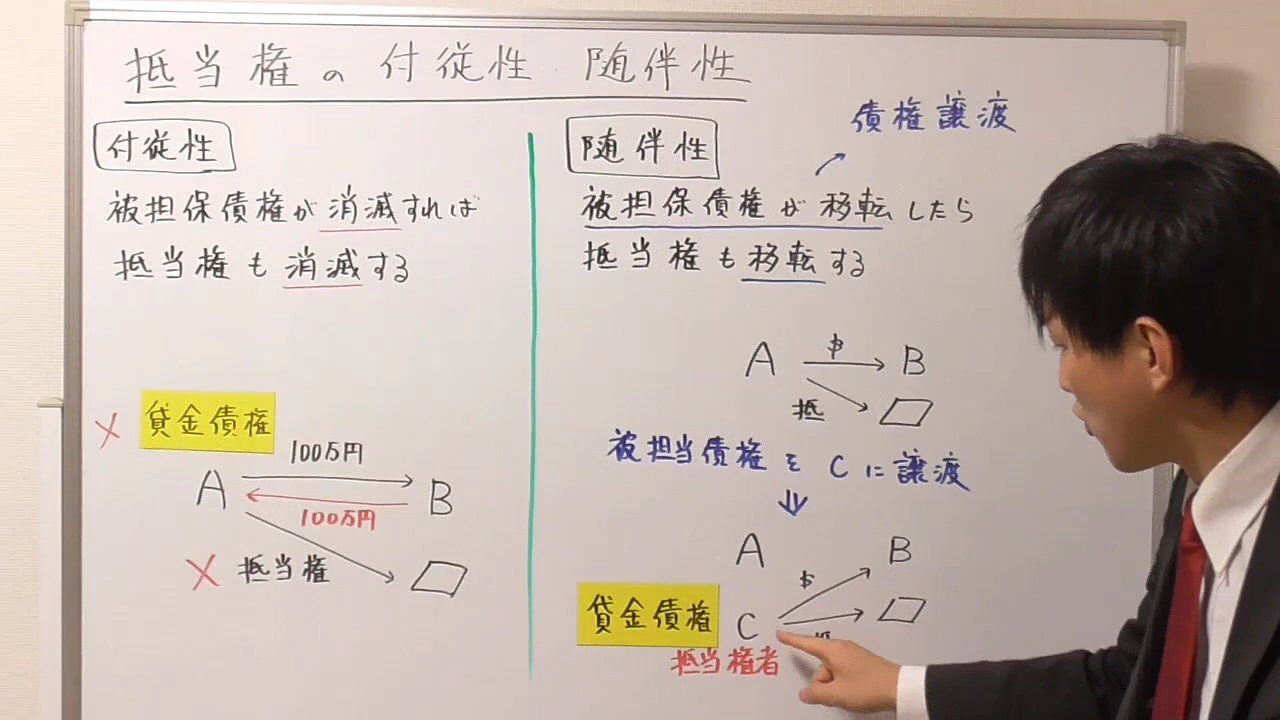 抵当権の付従性・随伴性
付従性
被担保債権が消滅すれば
抵当権も消滅する
× 貸金債権
100万円
A B
100万円
× 抵当権
随伴性
債権譲渡
被担保債権が移転したら
抵当権も移転する
A B
抵
被担当債権を Cに譲渡
A B
貸金債権 C
抵当権者